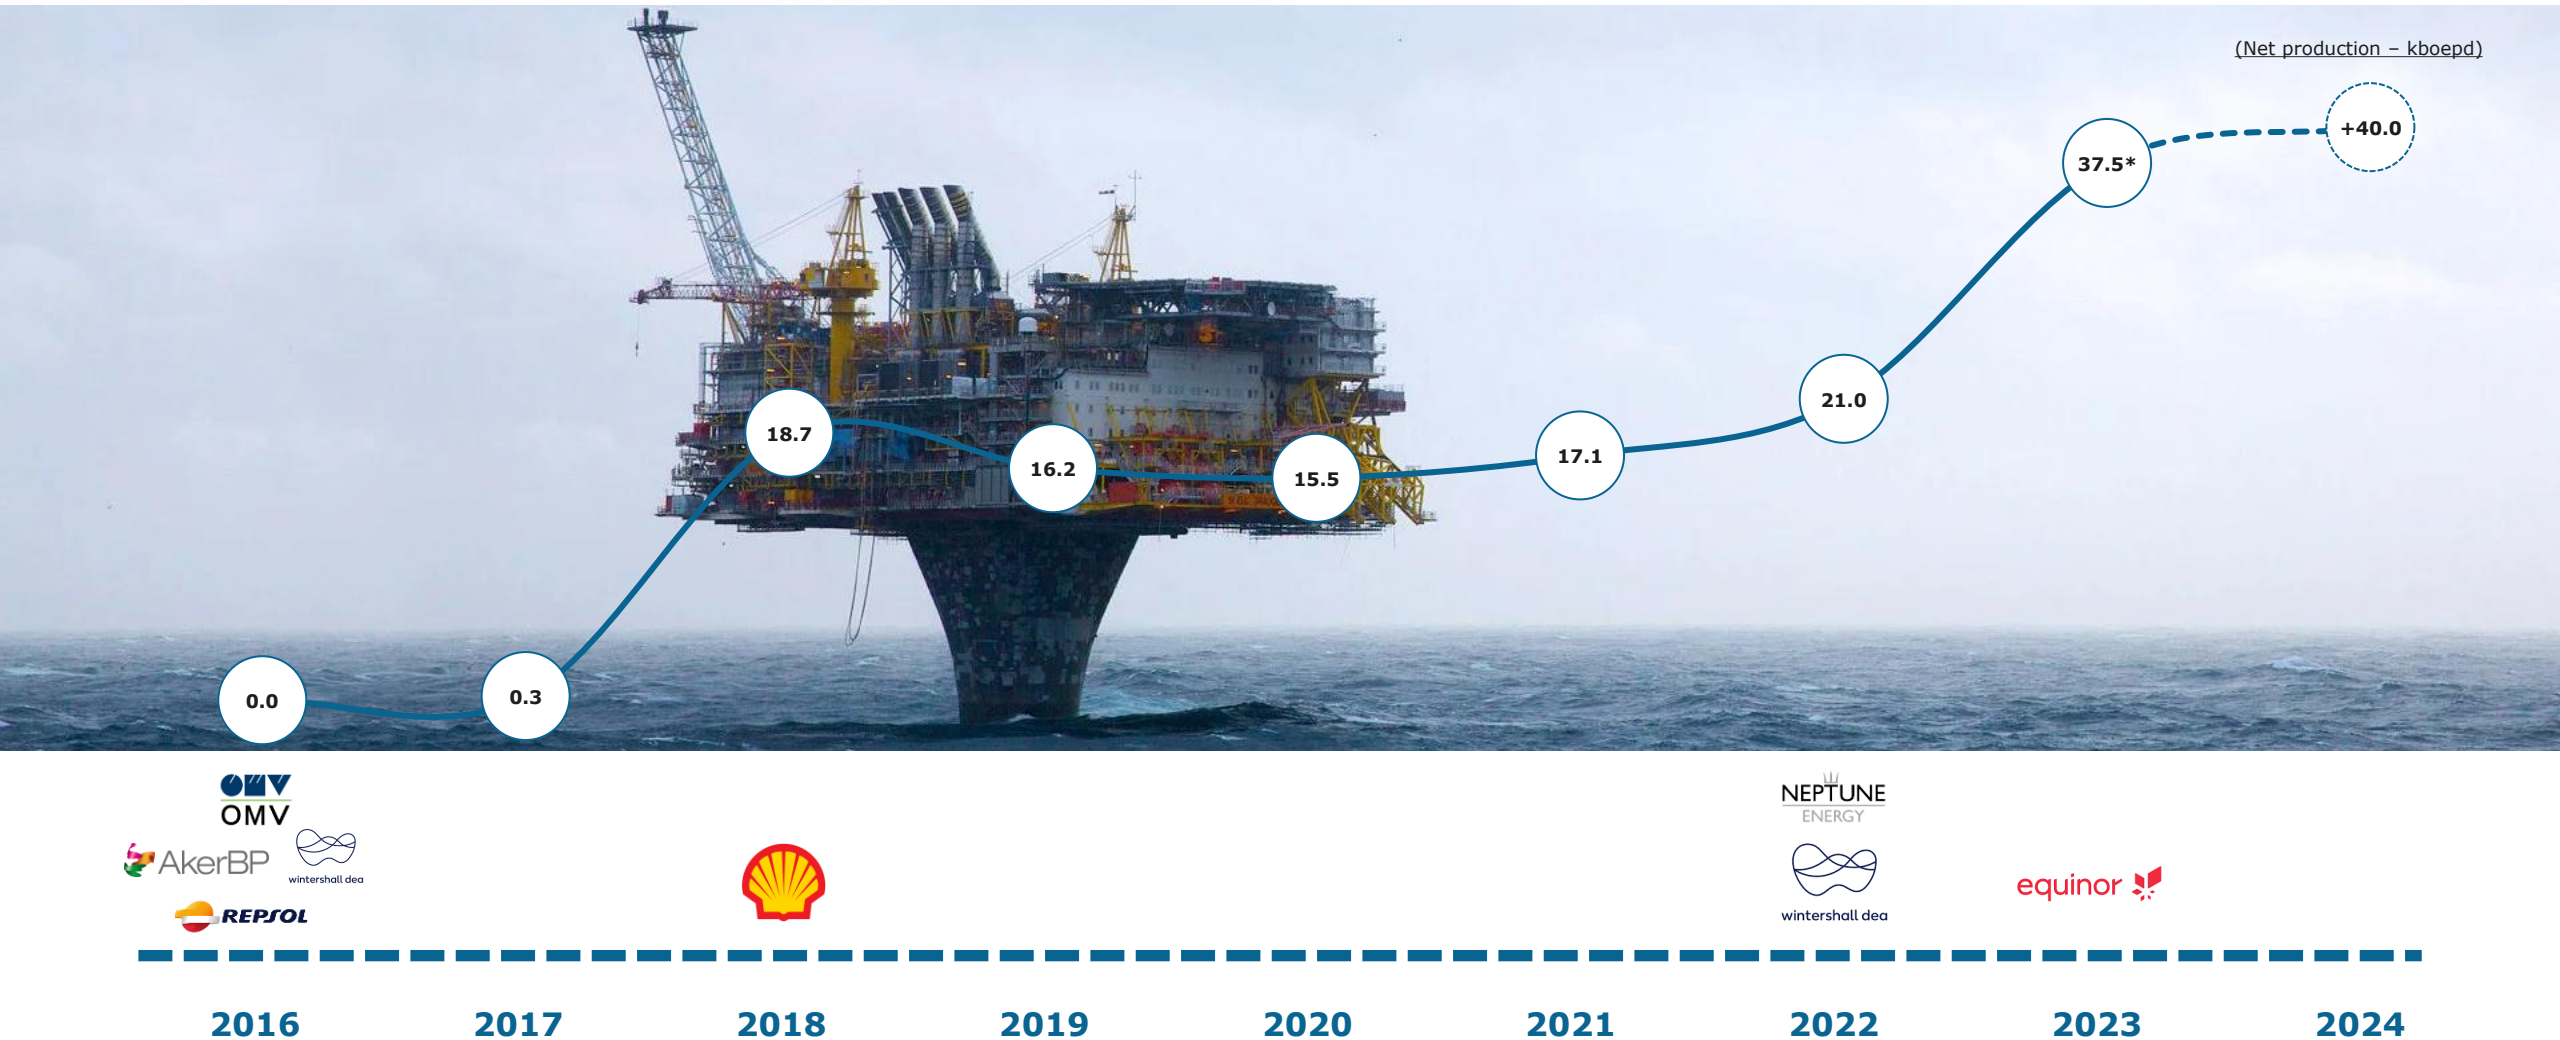 (Net production – kboepd)
+40.0
37.5*
21.0
18.7
17.1
16.2
15.5
0.3
0.0
OMV
OMV
AkerBP
wintershall dea
REPSOL
NEPTUNE
ENERGY
wintershall dea
equinor
2016 2017 2018 2019 2020 2021 2022 2023 2024